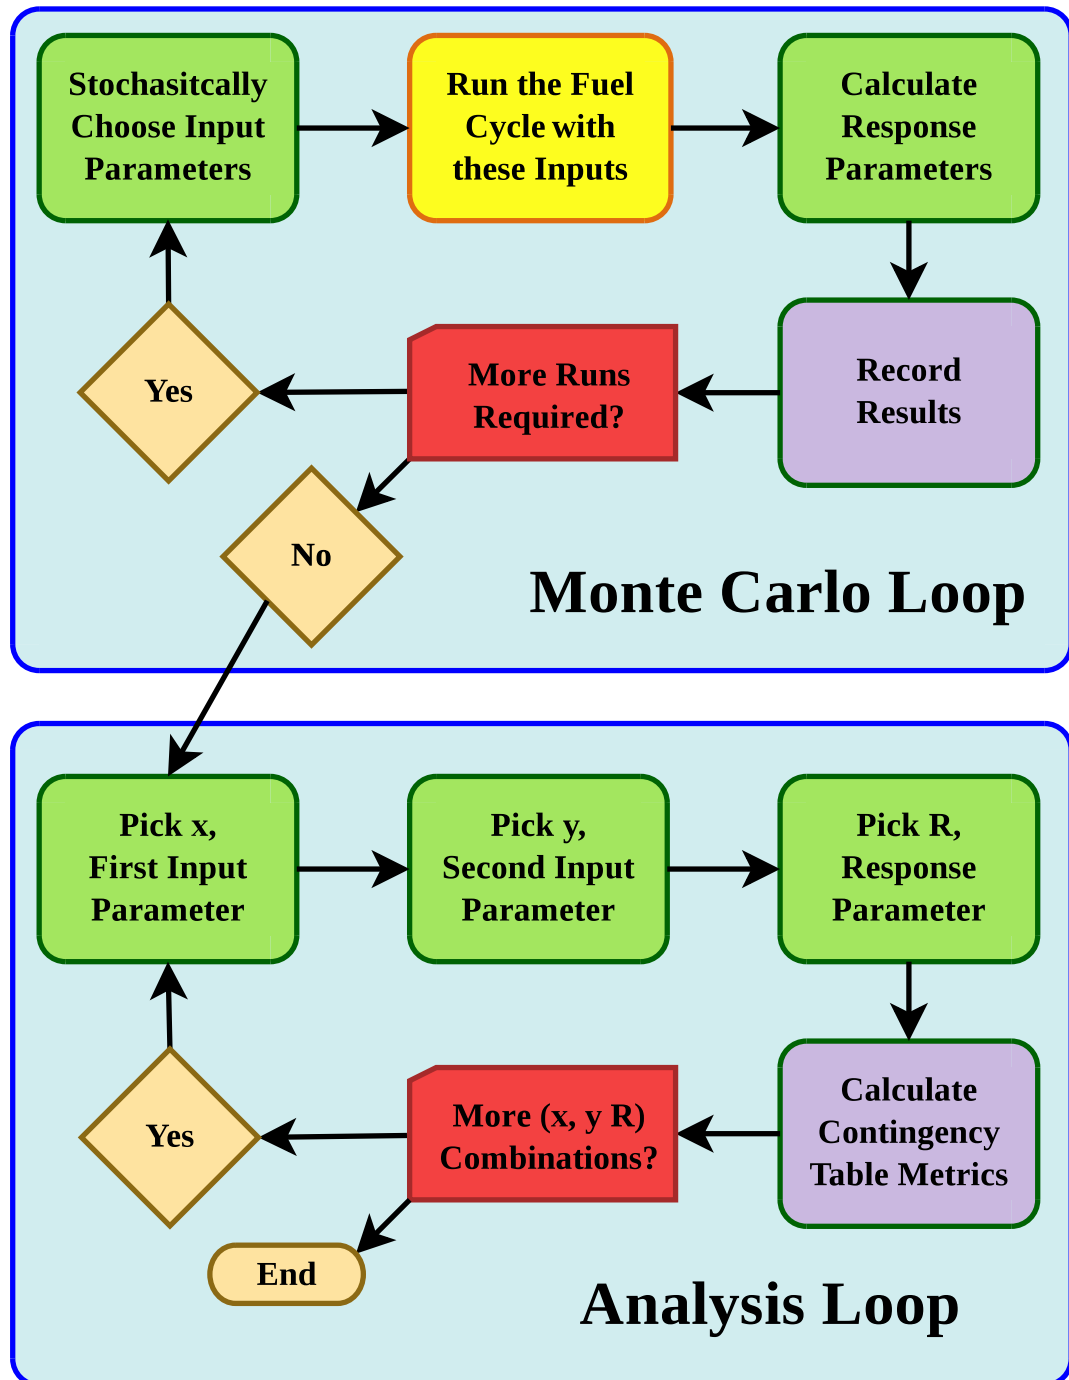 Stochasitcally
Choose Input
Parameters
Run the Fuel
Cycle with
these Inputs
Calculate
Response
Parameters
Yes
More Runs
Required?
Record
Results
No
Monte Carlo Loop
Pick x,
First Input
Parameter
Pick y,
Second Input
Parameter
Pick R,
Response
Parameter
Yes
More (x, y R)
Combinations?
Calculate
Contingency
Table Metrics
End
Analysis Loop